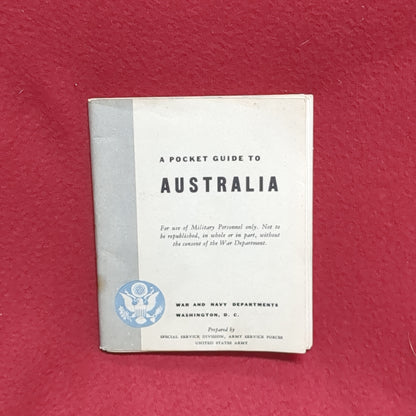 A POCKET GUIDE TO
AUSTRALIA
For use of Military Personnel only. Not to
be republished, in whole or in part, without
the consent of the War Department.
WAR AND NAVY DEPARTMENTS
WASHINGTON, D. C.
Prepared by
SPECIAL SERVICE DIVISION, ARMY SERVICE FORCES
UNITED STATES ARMY